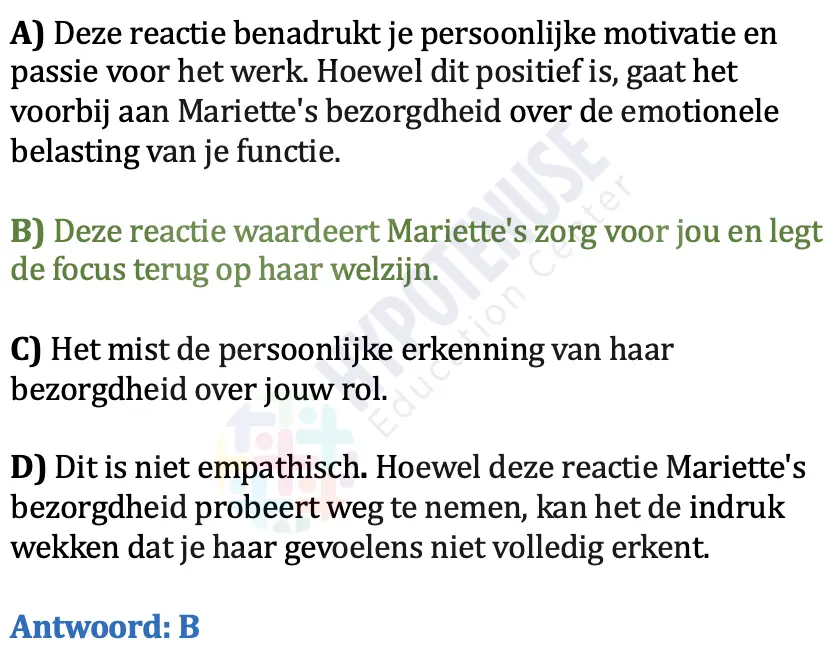 A) Deze reactie benadrukt je persoonlijke motivatie en
passie voor het werk. Hoewel dit positief is, gaat het
voorbij aan Mariette's bezorgdheid over de emotionele
belasting van je functie.
B) Deze reactie waardeert Mariette's zorg voor jou en legt
de focus terug op haar welzijn.
C) Het mist de persoonlijke erkenning van haar
bezorgdheid over jouw rol.
D) Dit is niet empathisch. Hoewel deze reactie Mariette's
bezorgdheid probeert weg te nemen, kan het de indruk
wekken dat je haar gevoelens niet volledig erkent.
Antwoord: B
HYPOTENUSE
Education Center